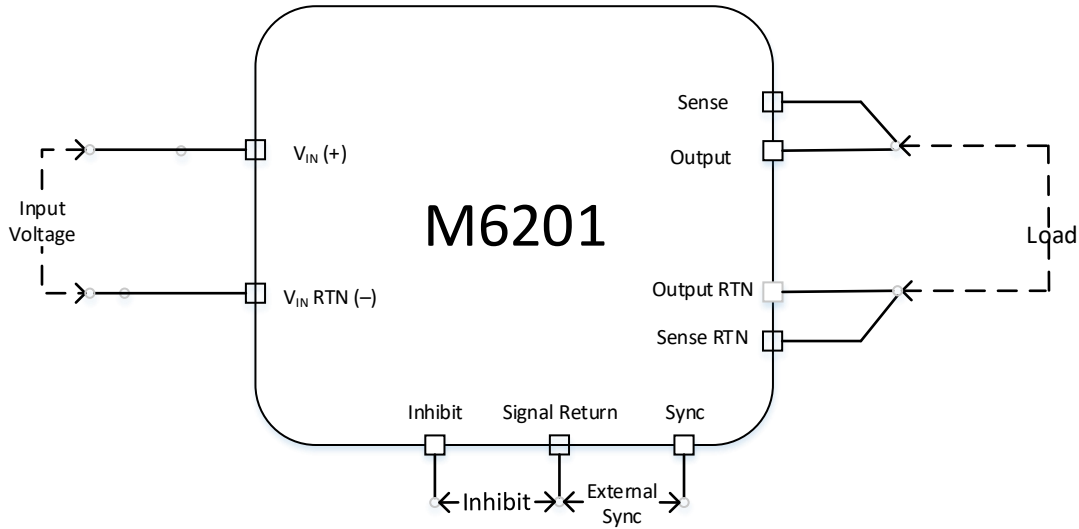 Sense
V_IN (+)
Output
Input
Voltage
M6201
Load
V_IN RTN (–)
Output RTN
Sense RTN
Inhibit
Signal Return
Sync
Inhibit
External
Sync